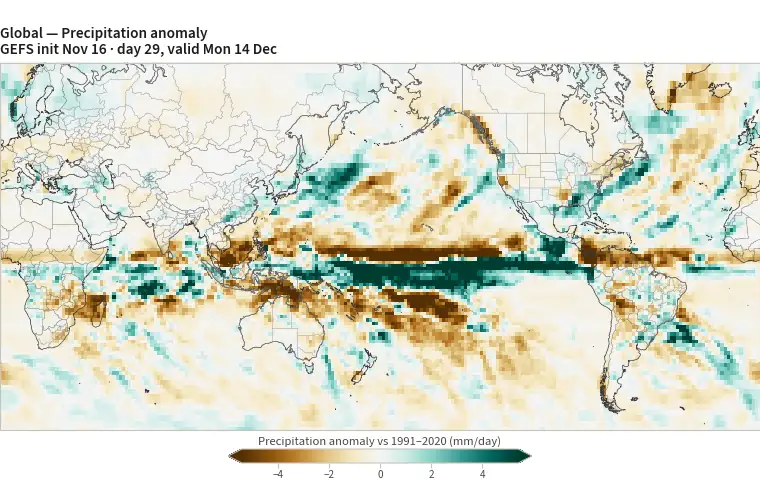 Global — Precipitation anomaly
GEFS init Nov 16 · day 29, valid Mon 14 Dec
Precipitation anomaly vs 1991–2020 (mm/day)
−4 −2 0 2 4